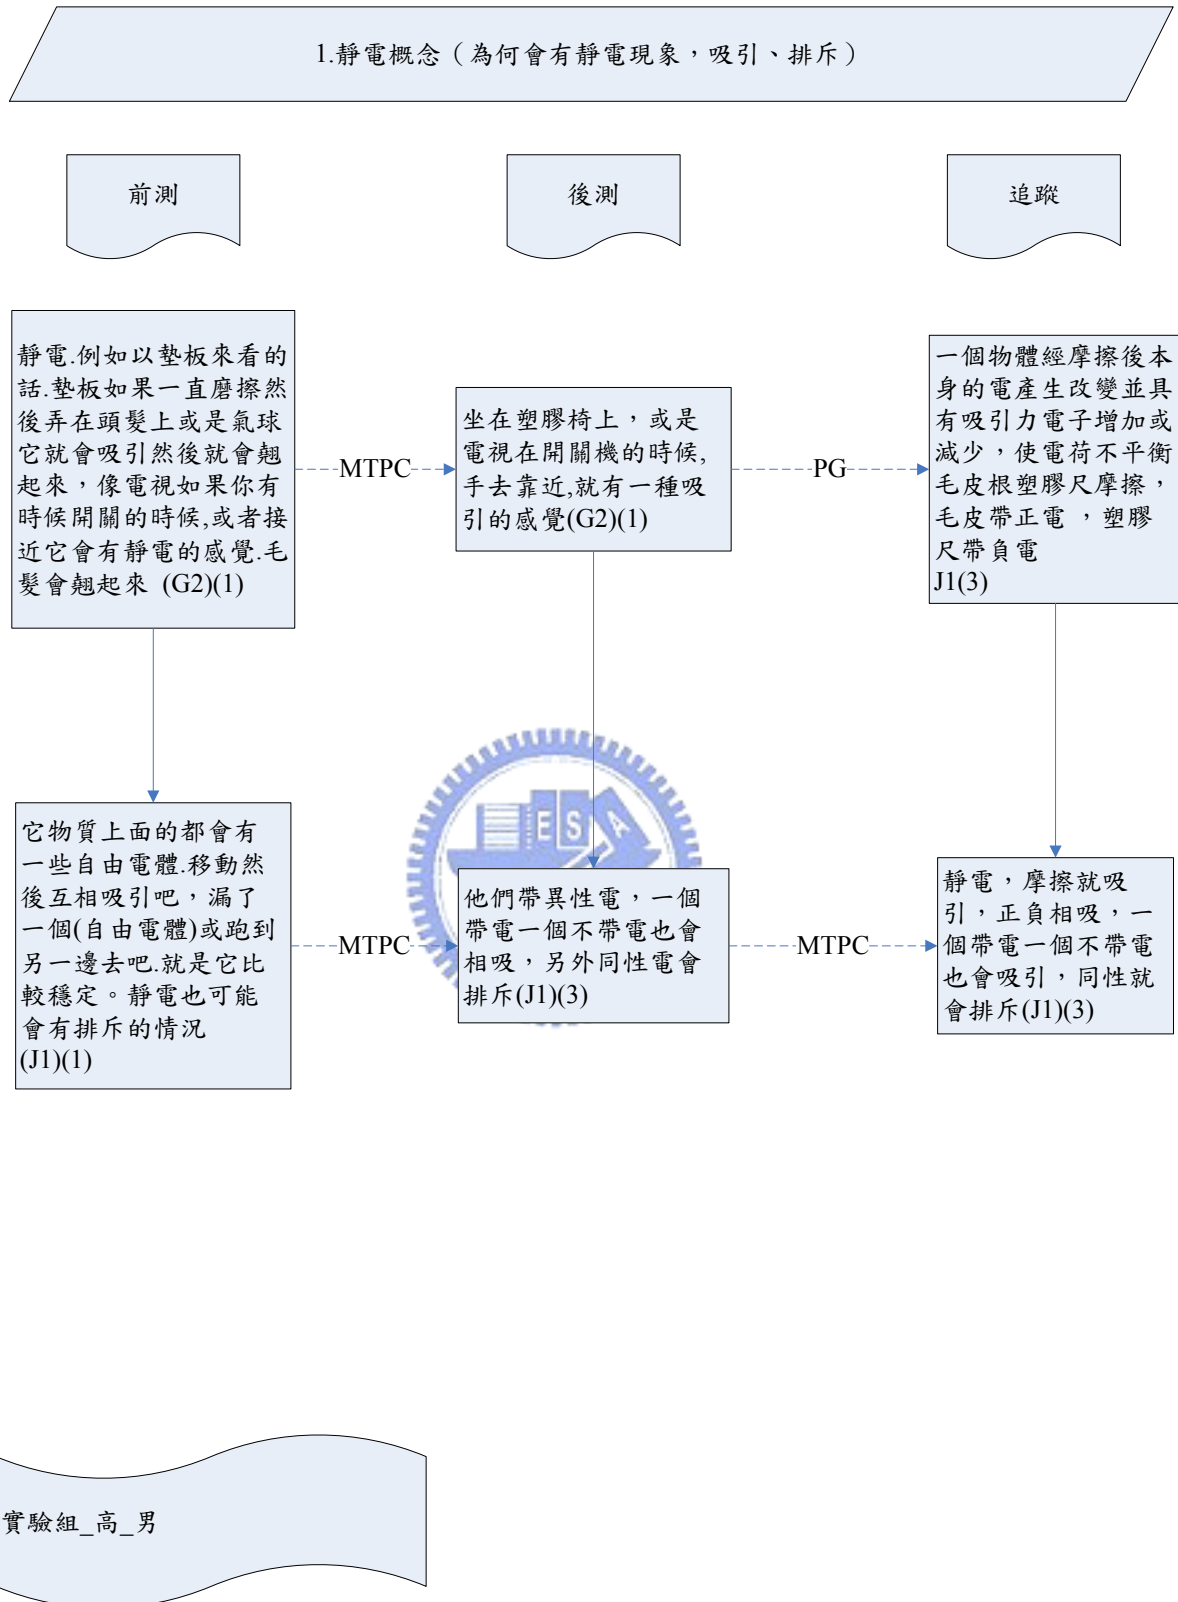 1.靜電概念（為何會有靜電現象，吸引、排斥）
前測
後測
追蹤
靜電.例如以墊板來看的
話.墊板如果一直磨擦然
後弄在頭髮上或是氣球
它就會吸引然後就會翹
起來，像電視如果你有
時候開關的時候,或者接
近它會有靜電的感覺.毛
髮會翹起來 (G2)(1)
MTPC
坐在塑膠椅上，或是
電視在開關機的時候,
手去靠近,就有一種吸
引的感覺(G2)(1)
PG
一個物體經摩擦後本
身的電產生改變並具
有吸引力電子增加或
減少，使電荷不平衡
毛皮根塑膠尺摩擦，
毛皮帶正電 ，塑膠
尺帶負電
J1(3)
它物質上面的都會有
一些自由電體.移動然
後互相吸引吧，漏了
一個(自由電體)或跑到
另一邊去吧.就是它比
較穩定。靜電也可能
會有排斥的情況
(J1)(1)
MTPC
他們帶異性電，一個
帶電一個不帶電也會
相吸，另外同性電會
排斥(J1)(3)
MTPC
靜電，摩擦就吸
引，正負相吸，一
個帶電一個不帶電
也會吸引，同性就
會排斥(J1)(3)
ESA
實驗組_高_男